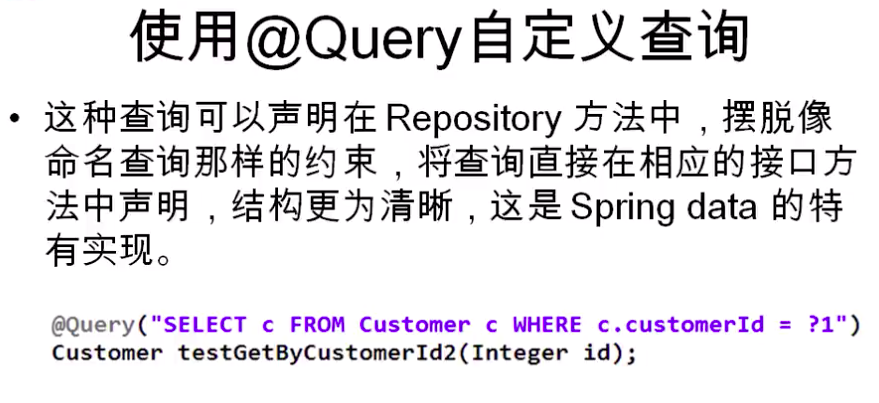 使用@Query自定义查询
• 这种查询可以声明在 Repository 方法中，摆脱像
命名查询那样的约束，将查询直接在相应的接口方
法中声明，结构更为清晰，这是 Spring data 的特
有实现。
@Query("SELECT c FROM Customer c WHERE c.customerId = ?1")
Customer testGetByCustomerId2(Integer id);